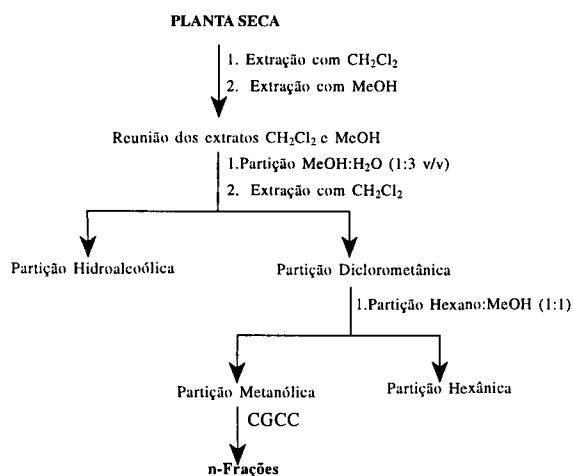 PLANTA SECA
1. Extração com CH₂Cl₂
2. Extração com MeOH
Reunião dos extratos CH₂Cl₂ e MeOH
1.Partição MeOH:H₂O (1:3 v/v)
2. Extração com CH₂Cl₂
Partição Hidroalcoólica
Partição Diclorometânica
1.Partição Hexano:MeOH (1:1)
Partição Metanólica
Partição Hexânica
CGCC
n-Frações